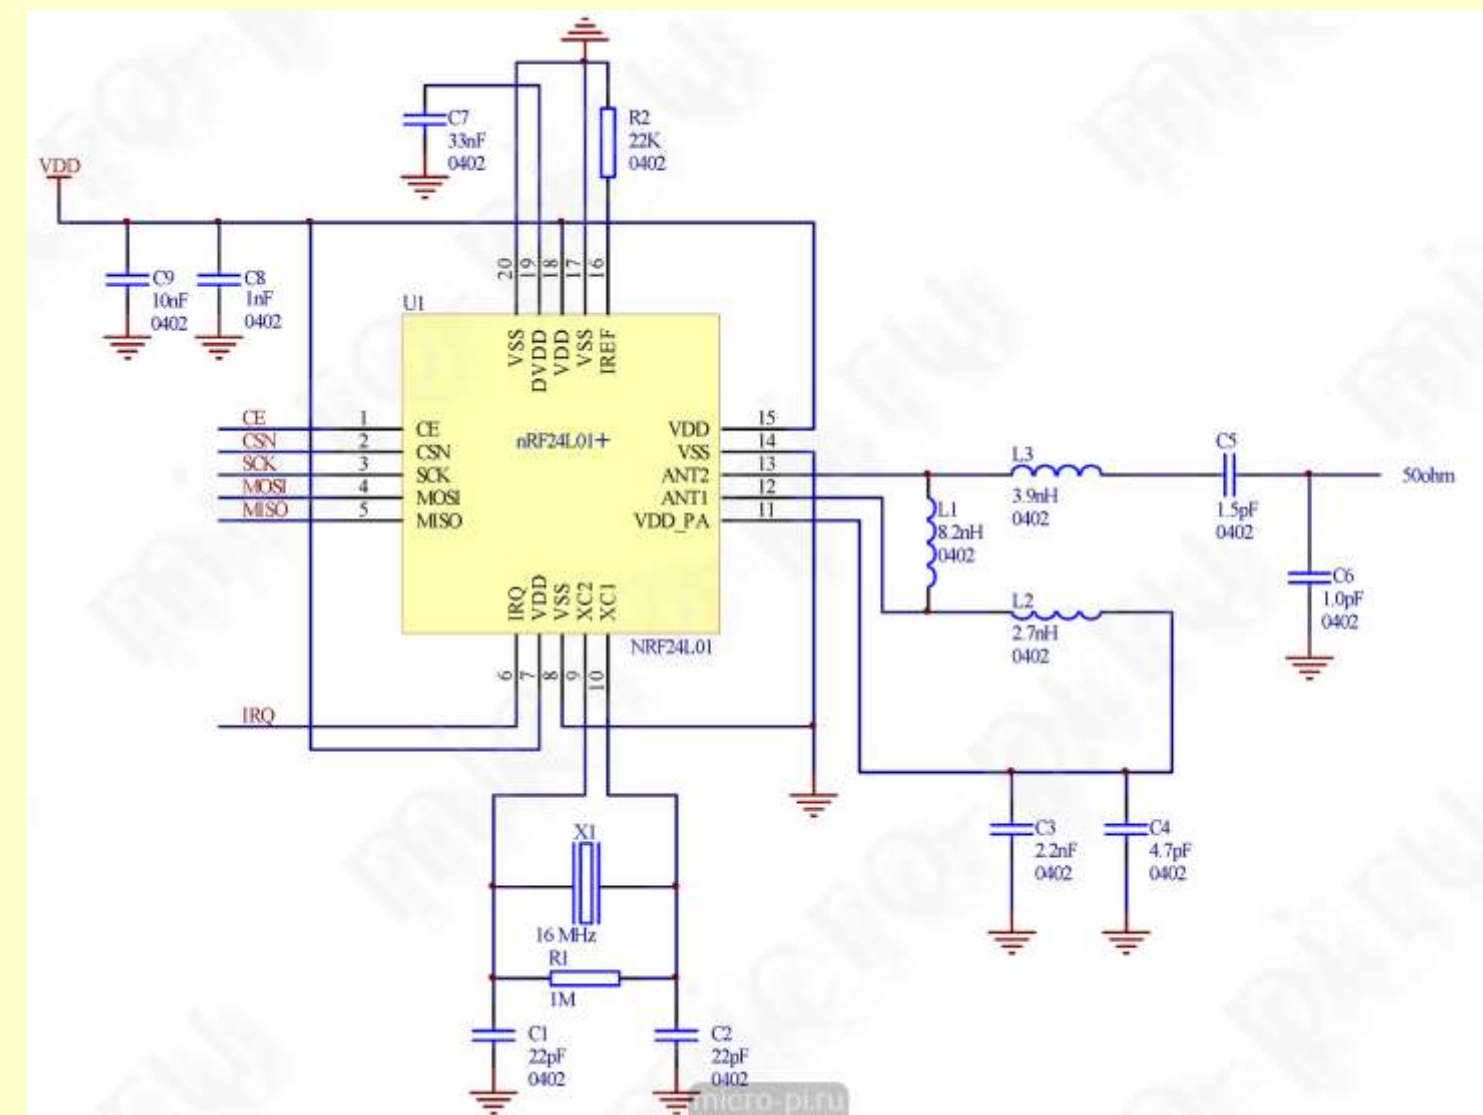 C7
33nF
0402
R2
22K
0402
VDD
C9
10nF
0402
C8
1nF
0402
20
19
18
17
16
U1
VSS
DVDD
VDD
VSS
IREF
CE
CSN
SCK
MOSI
MISO
1
2
3
4
5
CE
CSN
SCK
MOSI
MISO
nRF24L01+
VDD
VSS
ANT2
ANT1
VDD_PA
15
14
13
12
11
IRQ
VDD
VSS
XC2
XC1
NRF24L01
6
7
8
9
10
IRQ
L3
3.9nH
0402
C5
1.5pF
0402
50ohm
L1
8.2nH
0402
C6
1.0pF
0402
L2
2.7nH
0402
C3
2.2nF
0402
C4
4.7pF
0402
X1
16 MHz
R1
1M
C1
22pF
0402
C2
22pF
0402
micro-pi.ru